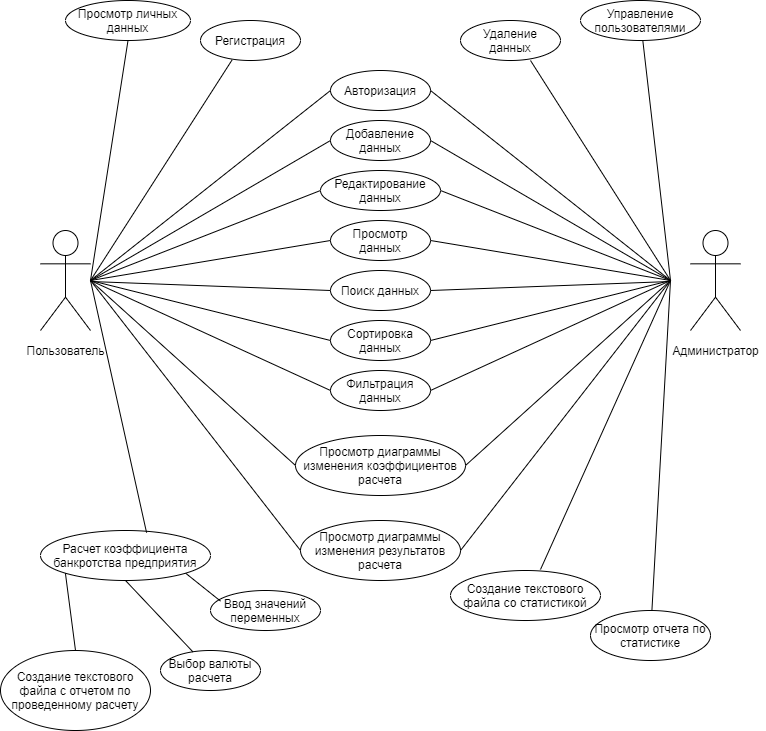 Просмотр личных
данных
Регистрация
Удаление
данных
Управление
пользователями
Авторизация
Добавление
данных
Редактирование
данных
Просмотр
данных
Поиск данных
Сортировка
данных
Фильтрация
данных
Пользователь
Администратор
Просмотр диаграммы
изменения коэффициентов
расчета
Просмотр диаграммы
изменения результатов
расчета
Расчет коэффициента
банкротства предприятия
Ввод значений
переменных
Выбор валюты
расчета
Создание текстового
файла с отчетом по
проведенному расчету
Создание текстового
файла со статистикой
Просмотр отчета по
статистике